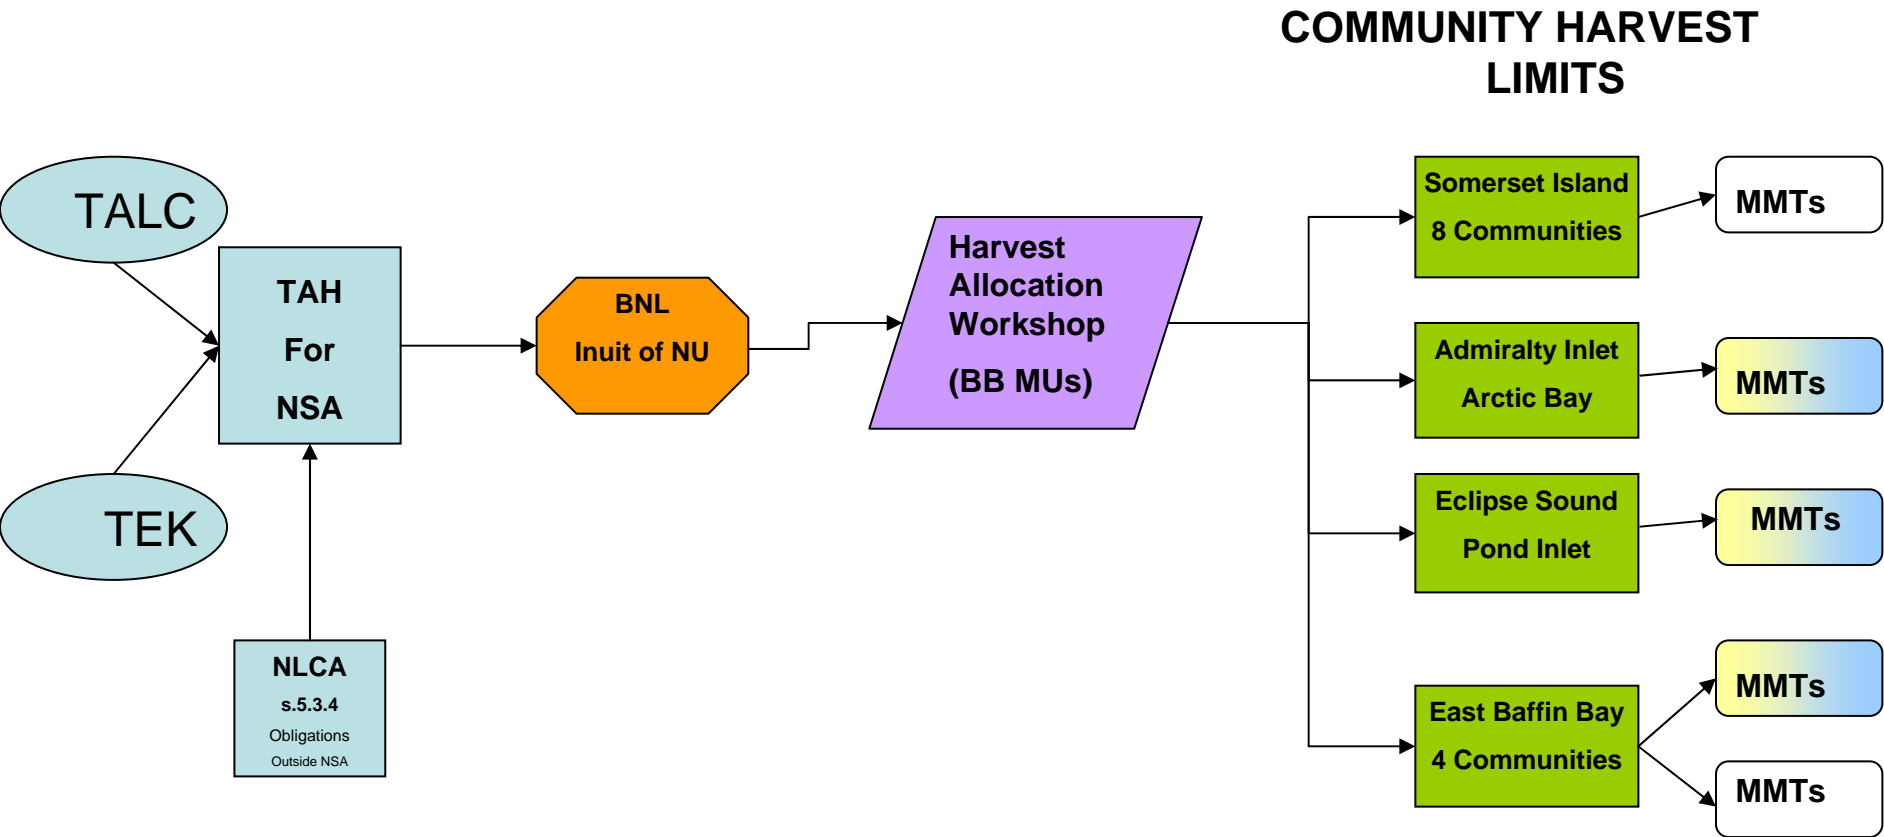 COMMUNITY HARVEST
LIMITS
TALC
TEK
TAH
For
NSA
NLCA
s.5.3.4
Obligations
Outside NSA
BNL
Inuit of NU
Harvest
Allocation
Workshop
(BB MUs)
Somerset Island
8 Communities
MMTs
Admiralty Inlet
Arctic Bay
MMTs
Eclipse Sound
Pond Inlet
MMTs
East Baffin Bay
4 Communities
MMTs
MMTs